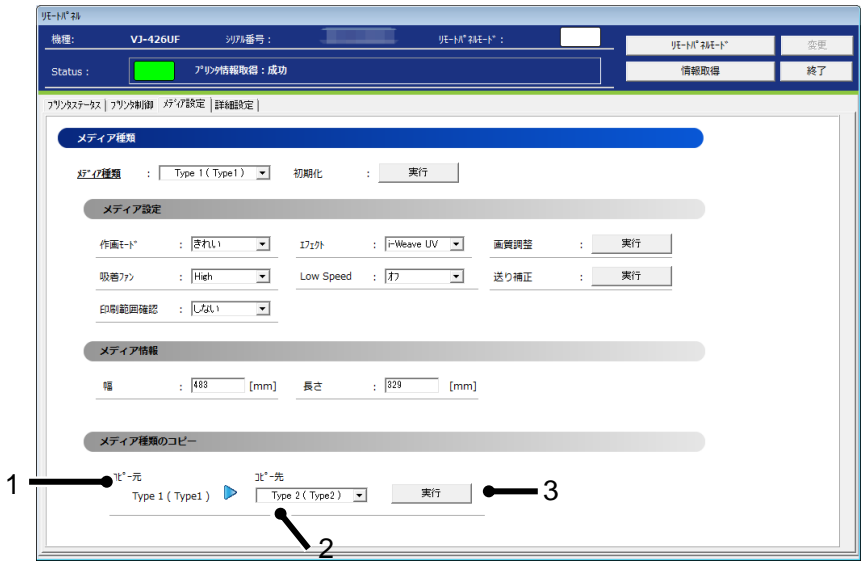 ﾘﾓｰﾄﾊﾟﾈﾙ
機種: VJ-426UF ｼﾘｱﾙ番号: ﾘﾓｰﾄﾊﾟﾈﾙﾓｰﾄﾞ: ﾘﾓｰﾄﾊﾟﾈﾙﾓｰﾄﾞ 変更
Status: ﾌﾟﾘﾝﾀ情報取得:成功 情報取得 終了
ﾌﾟﾘﾝﾀｽﾃｰﾀｽ ﾌﾟﾘﾝﾀ制御 ﾒﾃﾞｨｱ設定 詳細設定
メディア種類
ﾒﾃﾞｨｱ種類 : Type 1 ( Type1 ) 初期化 : 実行
メディア設定
作画ﾓｰﾄﾞ : きれい ｴﾌｪｸﾄ : i-Weave UV 画質調整 : 実行
吸着ﾌｧﾝ : High Low Speed : ｵﾌ 送り補正 : 実行
印刷範囲確認 : しない
メディア情報
幅 : 483 [mm] 長さ : 329 [mm]
メディア種類のコピー
ｺﾋﾟｰ元 ｺﾋﾟｰ先
1 Type 1 ( Type1 ) Type 2 ( Type2 ) 実行 3
2